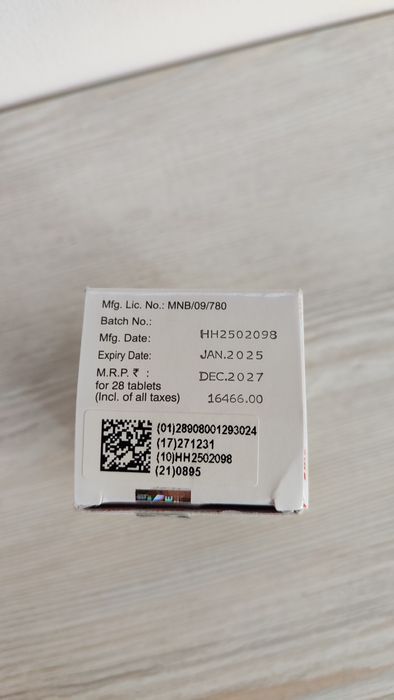 Mfg. Lic. No.: MNB/09/780
Batch No.: HH2502098
Mfg. Date: JAN.2025
Expiry Date: DEC.2027
M.R.P. ₹ : 16466.00
for 28 tablets
(Incl. of all taxes)
(01)28908001293024
(17)271231
(10)HH2502098
(21)0895